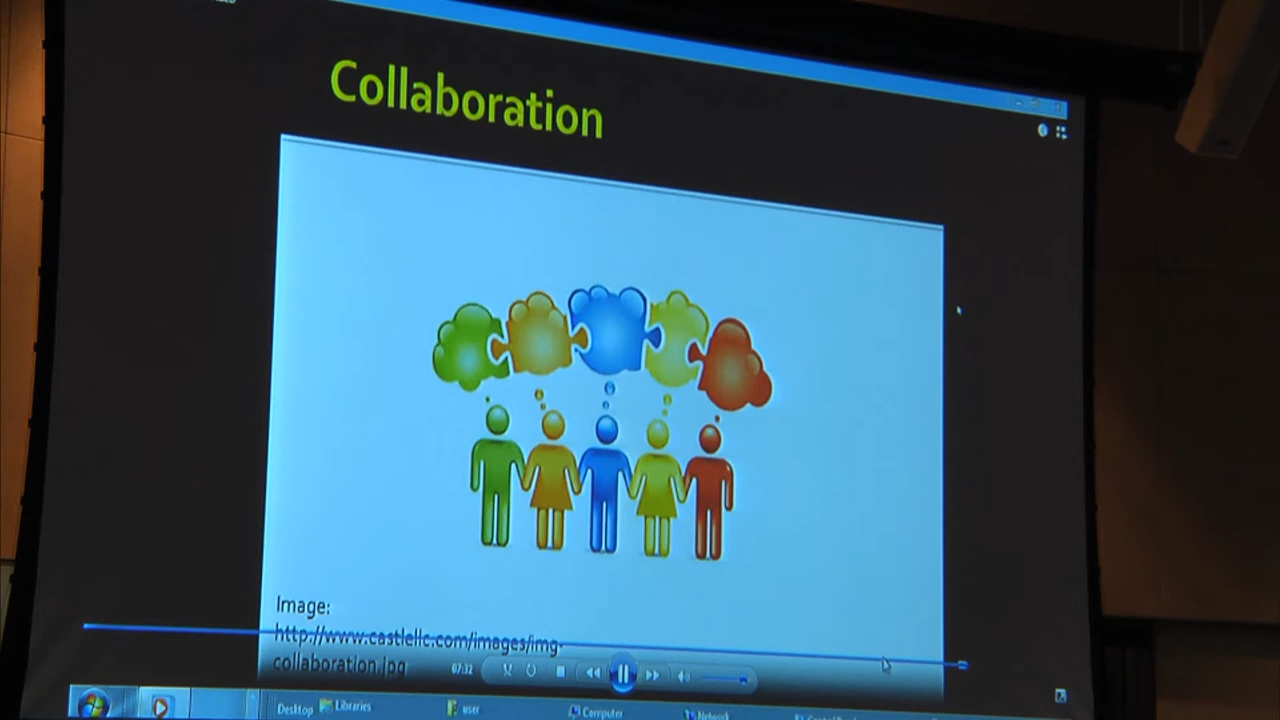 Collaboration
Image:
http://www.castlellc.com/images/img-
collaboration.jpg
07:32
Desktop
Libraries
user
Computer
Network